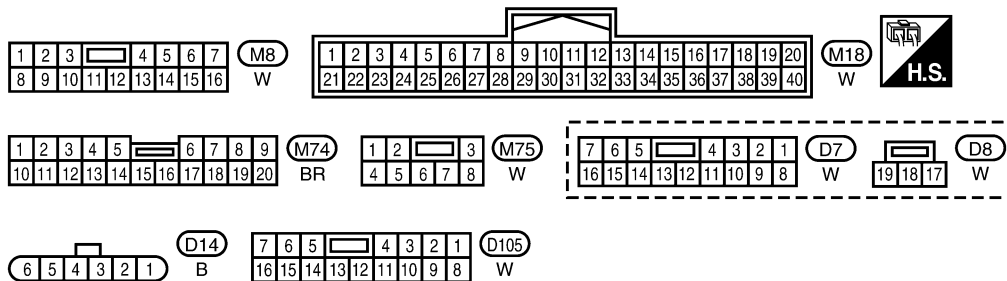 1 2 3 4 5 6 7 M8
8 9 10 11 12 13 14 15 16 W
1 2 3 4 5 6 7 8 9 10 11 12 13 14 15 16 17 18 19 20 M18
21 22 23 24 25 26 27 28 29 30 31 32 33 34 35 36 37 38 39 40 W
H.S.
1 2 3 4 5 6 7 8 9 M74
10 11 12 13 14 15 16 17 18 19 20 BR
1 2 3 M75
4 5 6 7 8 W
7 6 5 4 3 2 1 D7
16 15 14 13 12 11 10 9 8 W
D8
19 18 17 W
D14
6 5 4 3 2 1 B
7 6 5 4 3 2 1 D105
16 15 14 13 12 11 10 9 8 W